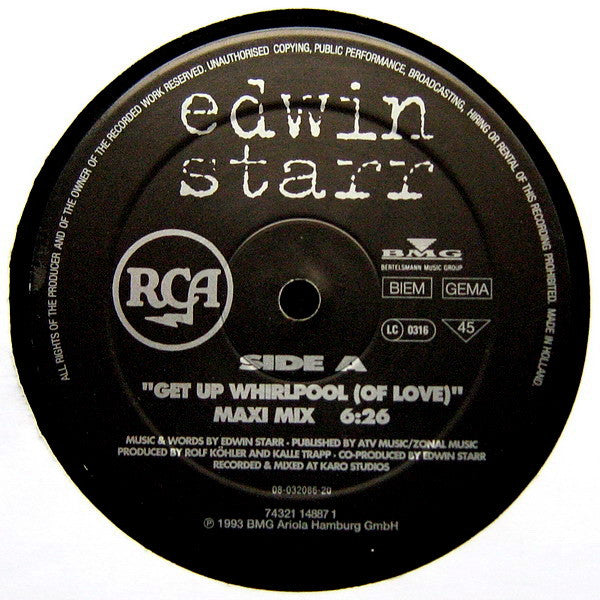 ALL RIGHTS OF THE PRODUCER AND OF THE OWNER OF THE RECORDED WORK RESERVED. UNAUTHORISED COPYING, PUBLIC PERFORMANCE, BROADCASTING, HIRING OR RENTAL OF THIS RECORDING PROHIBITED. MADE IN HOLLAND.
edwin
starr
RCA
BMG
BERTELSMANN MUSIC GROUP
BIEM GEMA
LC 0316 45
SIDE A
"GET UP WHIRLPOOL (OF LOVE)"
MAXI MIX 6:26
MUSIC & WORDS BY EDWIN STARR · PUBLISHED BY ATV MUSIC/ZONAL MUSIC
PRODUCED BY ROLF KÖHLER AND KALLE TRAPP · CO-PRODUCED BY EDWIN STARR
RECORDED & MIXED AT KARO STUDIOS
08-032086-20
74321 14887 1
℗ 1993 BMG Ariola Hamburg GmbH